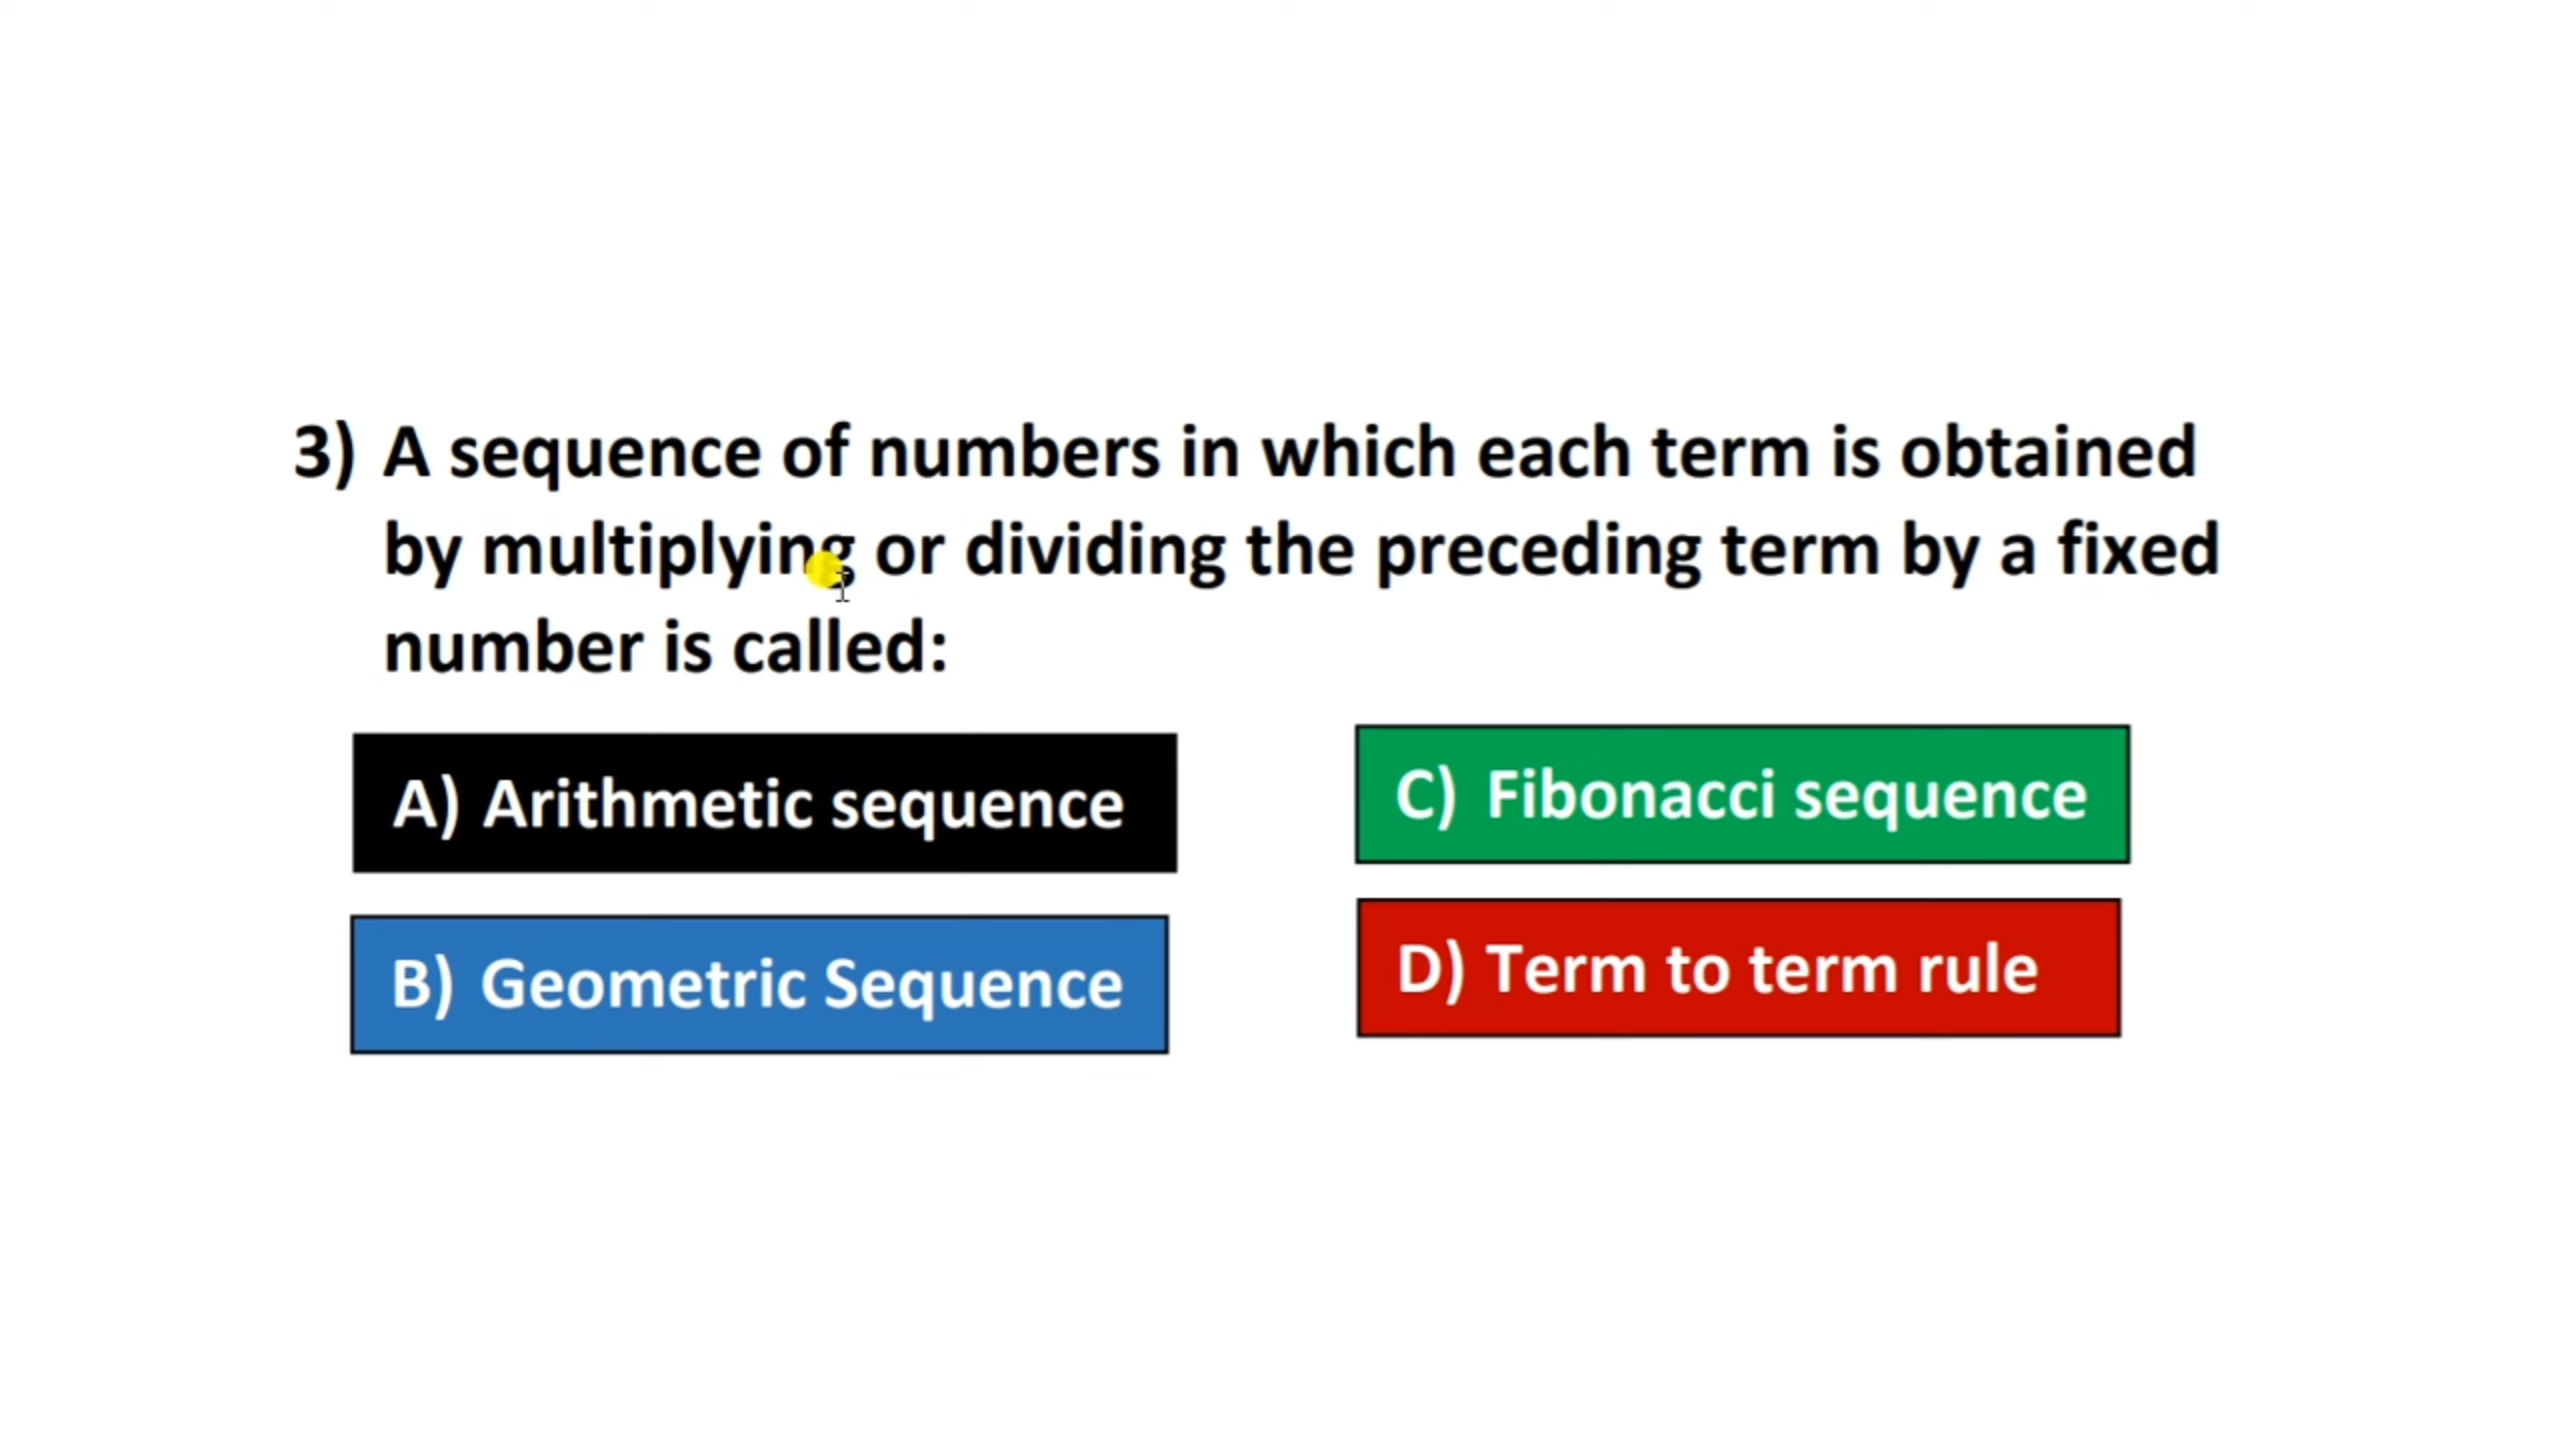 3) A sequence of numbers in which each term is obtained
by multiplying or dividing the preceding term by a fixed
number is called:
A) Arithmetic sequence
B) Geometric Sequence
C) Fibonacci sequence
D) Term to term rule